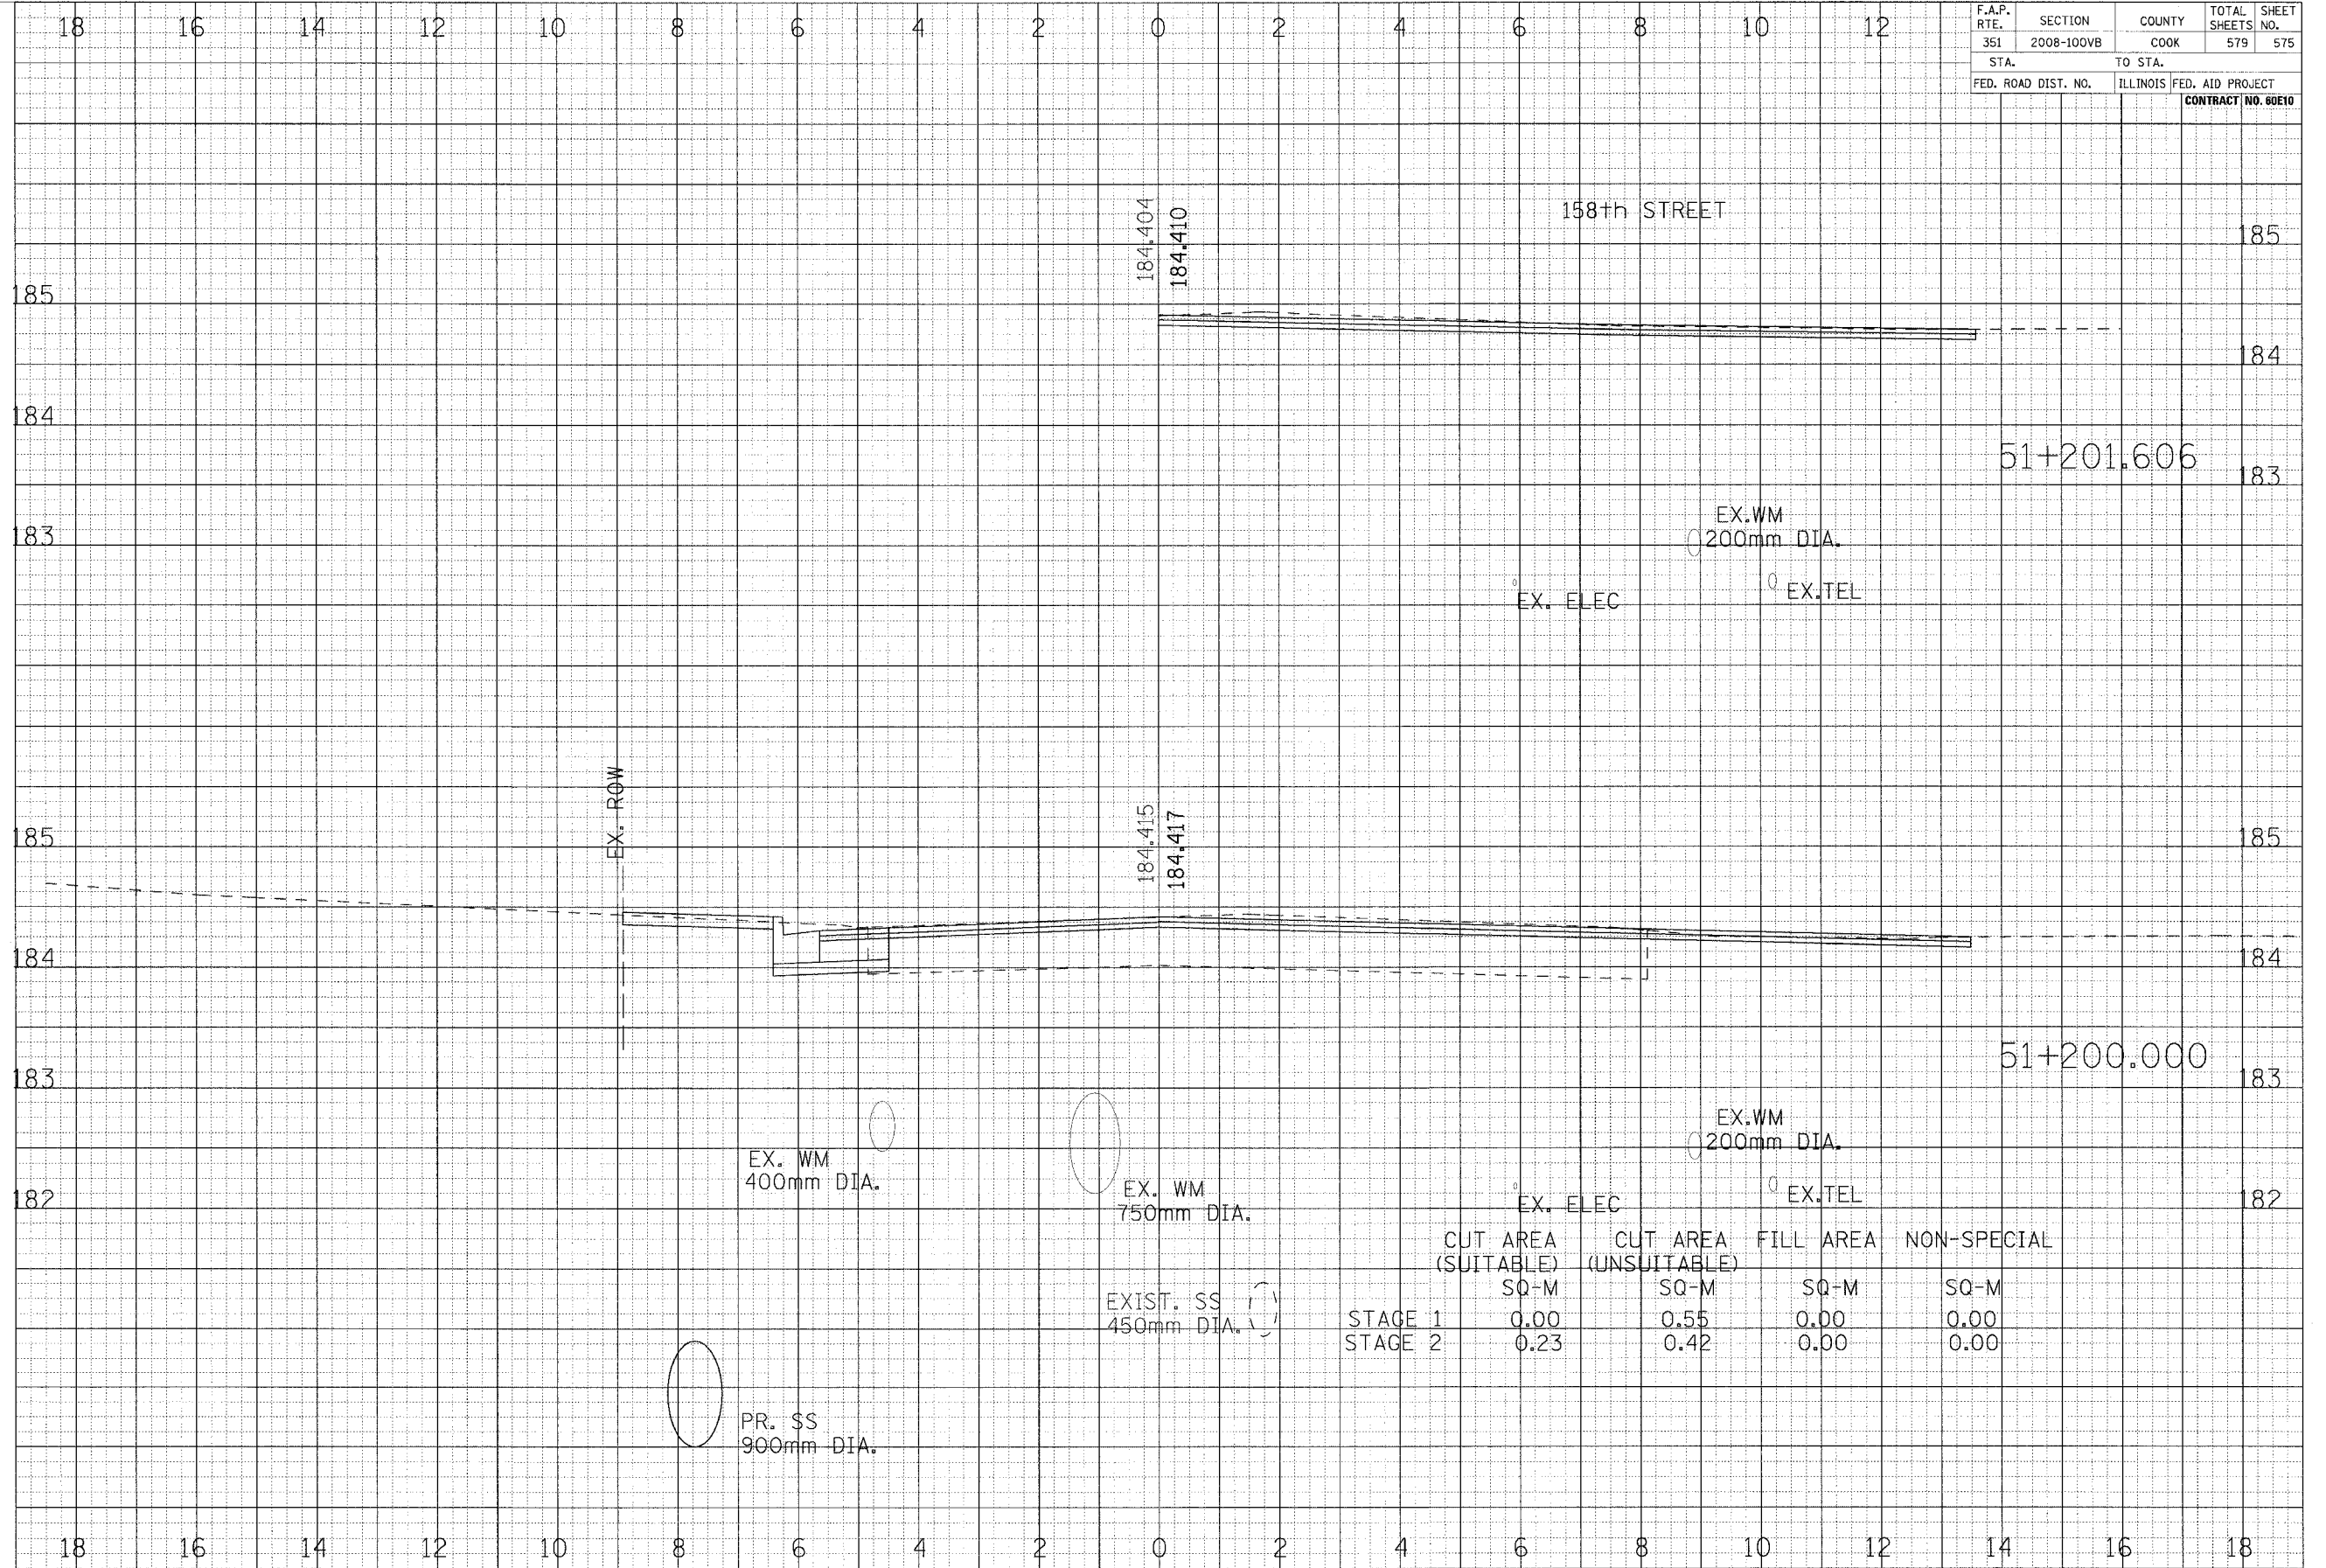 18 16 14 12 10 8 6 4 2 0 2 4 6 8 10 12
F.A.P. RTE. SECTION COUNTY TOTAL SHEETS SHEET NO.
351 2008-100VB COOK 579 575
STA. TO STA.
FED. ROAD DIST. NO. ILLINOIS FED. AID PROJECT
CONTRACT NO. 60E10
184.404
184.410
158th STREET
185
185
184
184
51+201.606
183
183
EX.WM
200mm DIA.
EX. ELEC
EX.TEL
EX. ROW
184.415
184.417
185
185
184
184
51+200.000
183
183
EX. WM
400mm DIA.
EX. WM
750mm DIA.
EX.WM
200mm DIA.
EX. ELEC
EX.TEL
182
182
CUT AREA CUT AREA FILL AREA NON-SPECIAL
(SUITABLE) (UNSUITABLE)
SQ-M SQ-M SQ-M SQ-M
STAGE 1 0.00 0.55 0.00 0.00
STAGE 2 0.23 0.42 0.00 0.00
EXIST. SS
450mm DIA.
PR. SS
900mm DIA.
18 16 14 12 10 8 6 4 2 0 2 4 6 8 10 12 14 16 18